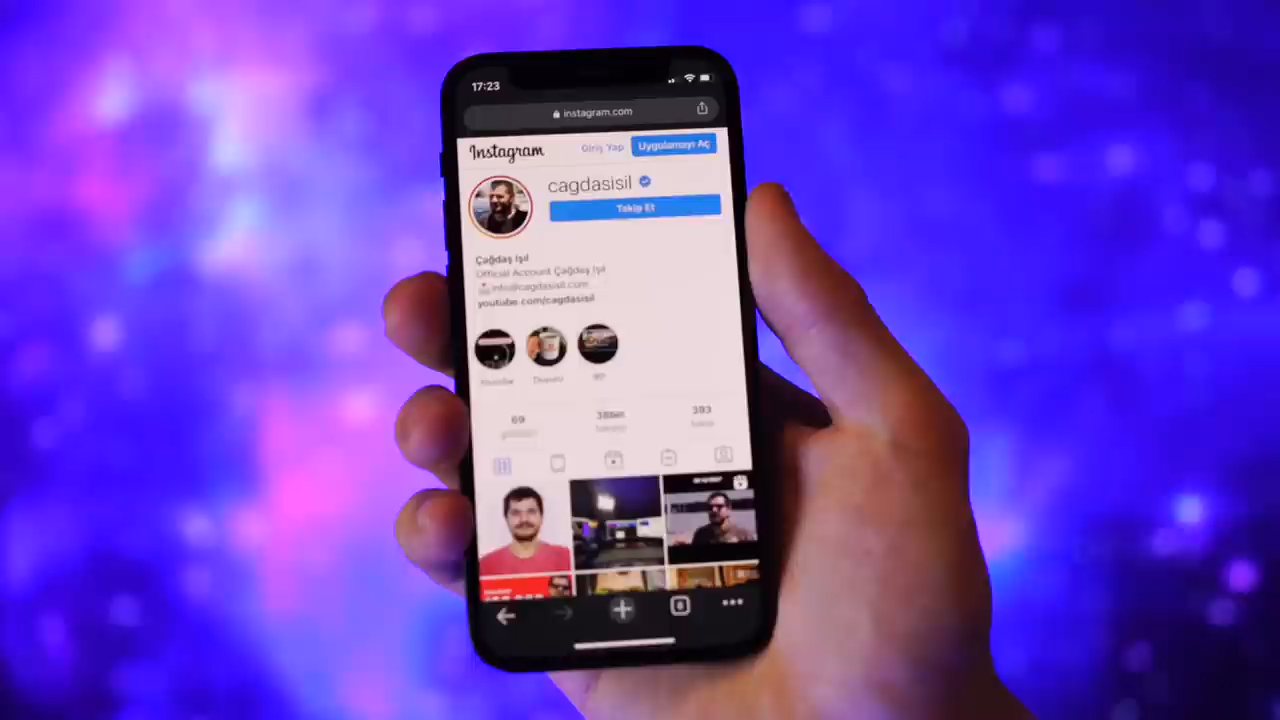 17:23
instagram.com
Instagram
Giriş Yap
Uygulamayı Aç
cagdasisil
Takip Et
Çağdaş Işıl
Official Account Çağdaş Işıl
info@cagdasisil.com
youtube.com/cagdasisil
Youtube
69
393